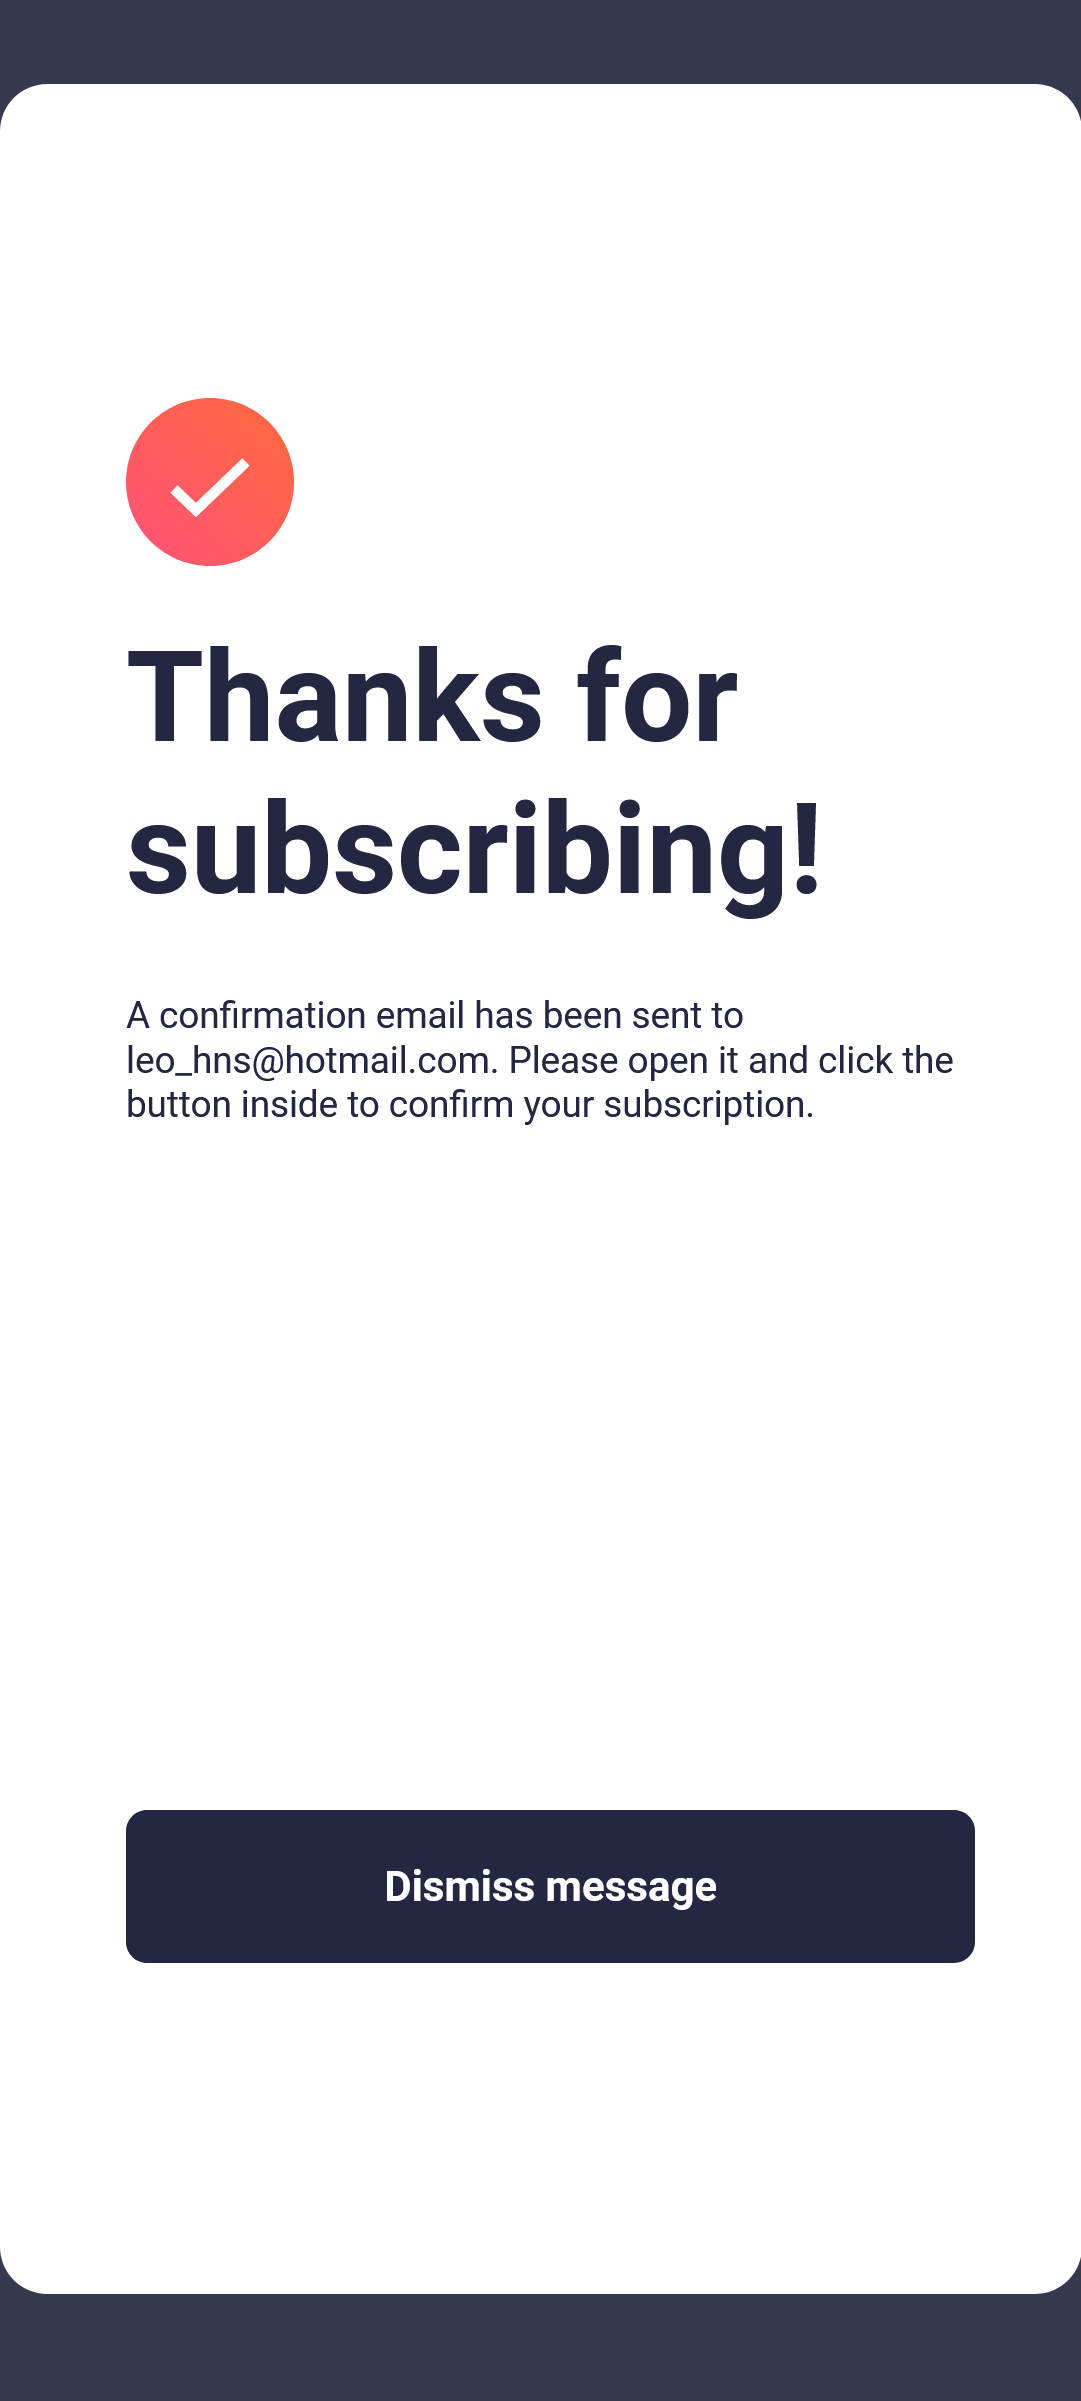 Thanks for
subscribing!
A confirmation email has been sent to
leo_hns@hotmail.com. Please open it and click the
button inside to confirm your subscription.
Dismiss message